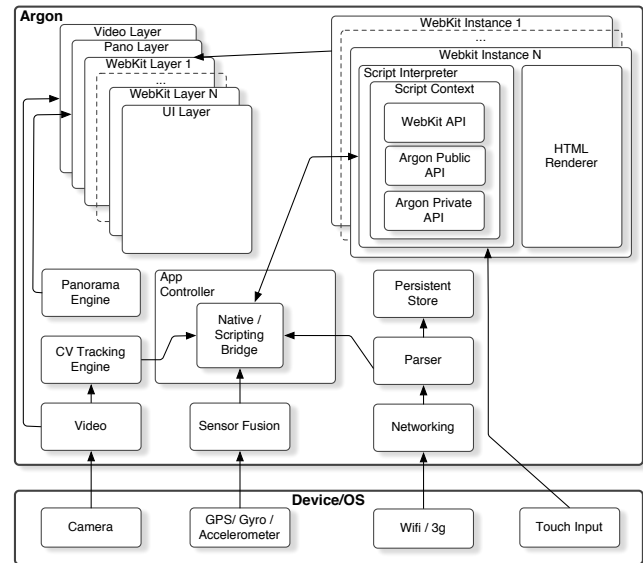 Argon
Video Layer
Pano Layer
WebKit Layer 1
...
WebKit Layer N
UI Layer
WebKit Instance 1
...
Webkit Instance N
Script Interpreter
Script Context
WebKit API
Argon Public
API
Argon Private
API
HTML
Renderer
Panorama
Engine
App
Controller
Native /
Scripting
Bridge
Persistent
Store
CV Tracking
Engine
Parser
Video
Sensor Fusion
Networking
Device/OS
Camera
GPS/ Gyro /
Accelerometer
Wifi / 3g
Touch Input